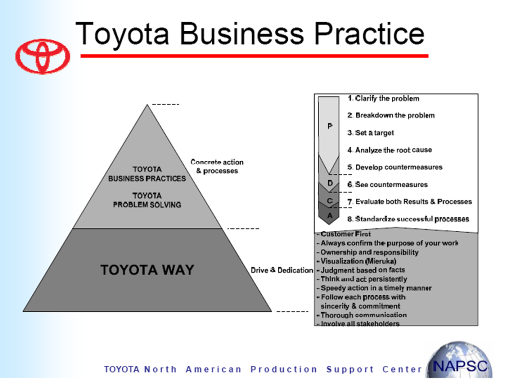 Toyota Business Practice
TOYOTA
BUSINESS PRACTICES
TOYOTA
PROBLEM SOLVING
TOYOTA WAY
Concrete action
& processes
Drive & Dedication
P
D
C
A
1. Clarify the problem
2. Breakdown the problem
3. Set a target
4. Analyze the root cause
5. Develop countermeasures
6. See countermeasures
7. Evaluate both Results & Processes
8. Standardize successful processes
- Customer First
- Always confirm the purpose of your work
- Ownership and responsibility
- Visualization (Mieruka)
- Judgment based on facts
- Think and act persistently
- Speedy action in a timely manner
- Follow each process with
sincerity & commitment
- Thorough communication
- Involve all stakeholders
TOYOTA North American Production Support Center
NAPSC